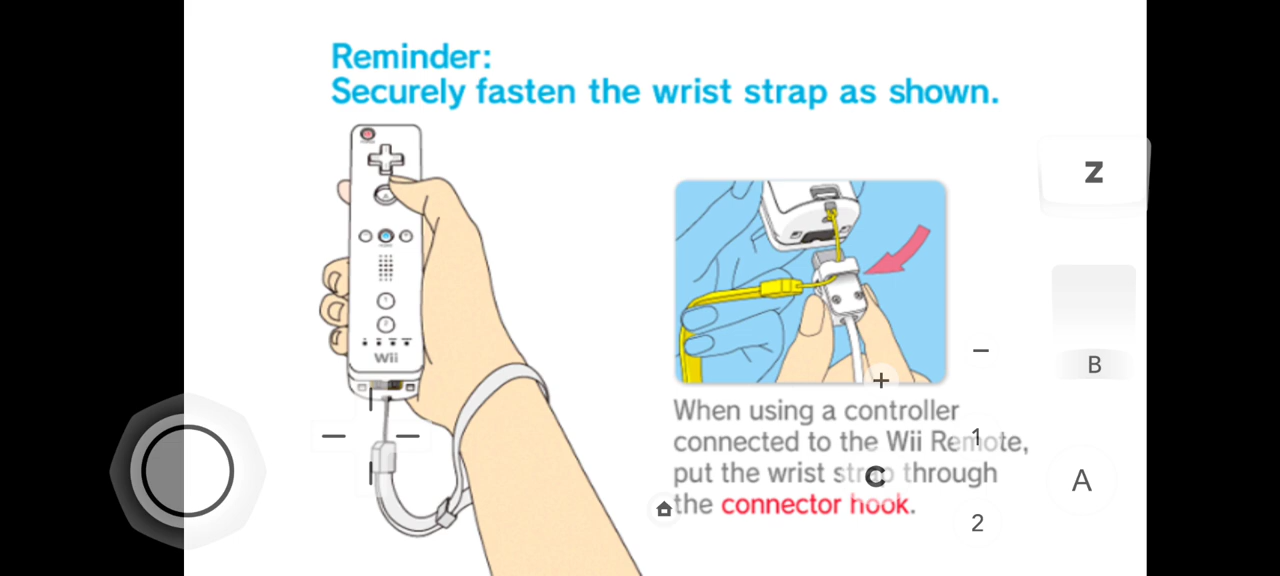 Reminder:
Securely fasten the wrist strap as shown.
Wii
When using a controller
connected to the Wii Remote,
put the wrist strap through
the connector hook.
Z
B
A
−
+
1
C
2